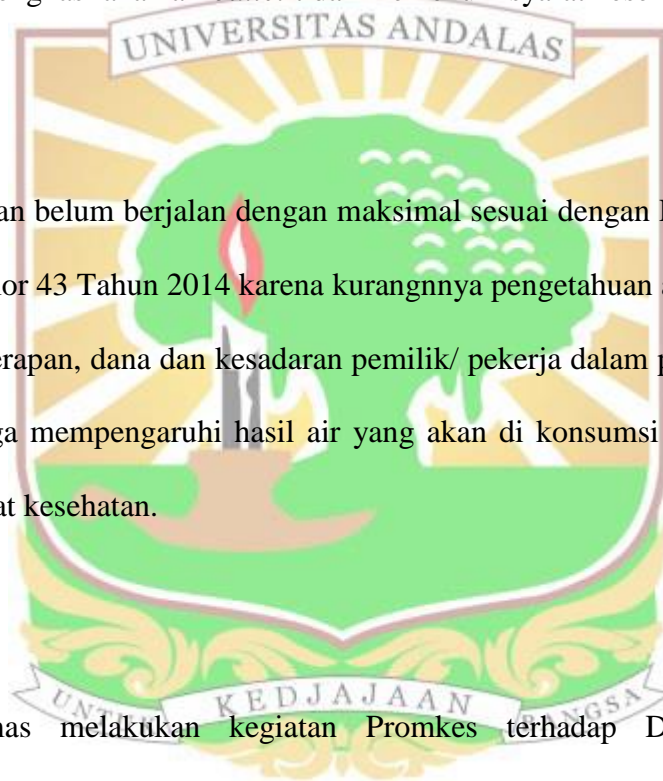 UNIVERSITAS ANDALAS
an belum berjalan dengan maksimal sesuai dengan
or 43 Tahun 2014 karena kurangnnya pengetahuan
erapan, dana dan kesadaran pemilik/ pekerja dalam
ga mempengaruhi hasil air yang akan di konsumsi
at kesehatan.
UNTUK KEDJAJAAN BANGSA
nas melakukan kegiatan Promkes terhadap D